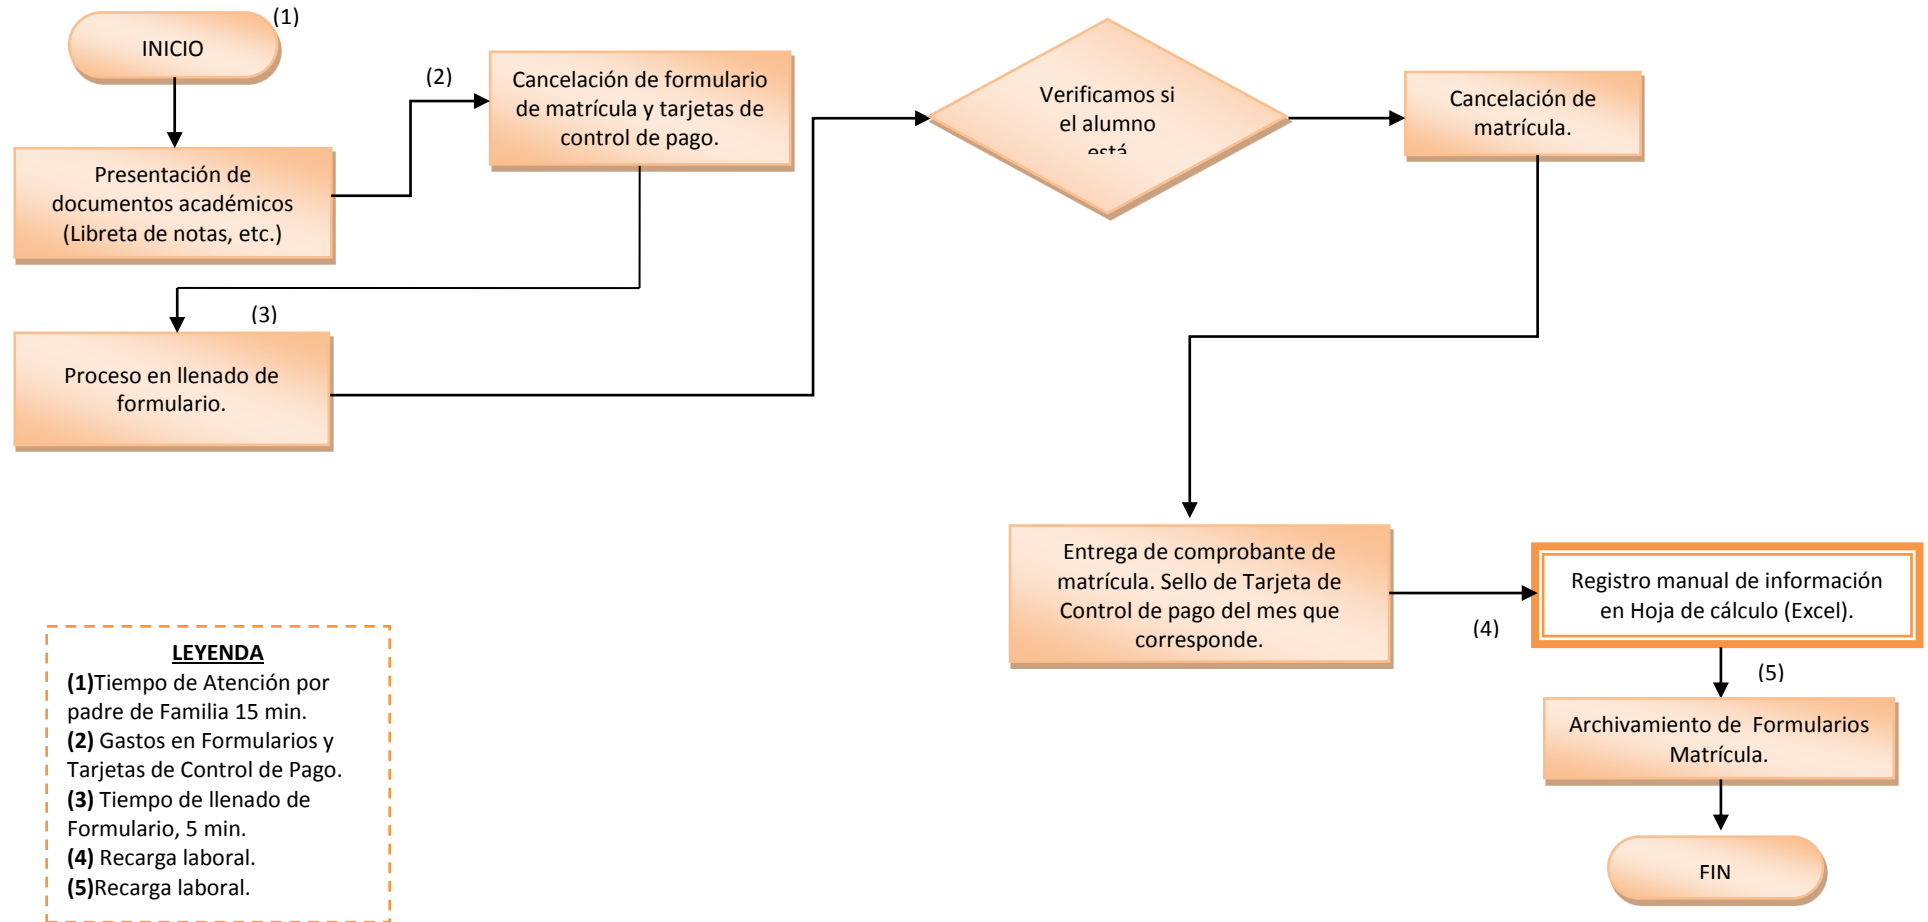 (1)
INICIO
Presentación de
documentos académicos
(Libreta de notas, etc.)
(2)
Cancelación de formulario
de matrícula y tarjetas de
control de pago.
(3)
Proceso en llenado de
formulario.
Verificamos si
el alumno
está
Cancelación de
matrícula.
Entrega de comprobante de
matrícula. Sello de Tarjeta de
Control de pago del mes que
corresponde.
(4)
Registro manual de información
en Hoja de cálculo (Excel).
(5)
Archivamiento de Formularios
Matrícula.
FIN
LEYENDA
(1)Tiempo de Atención por
padre de Familia 15 min.
(2) Gastos en Formularios y
Tarjetas de Control de Pago.
(3) Tiempo de llenado de
Formulario, 5 min.
(4) Recarga laboral.
(5)Recarga laboral.